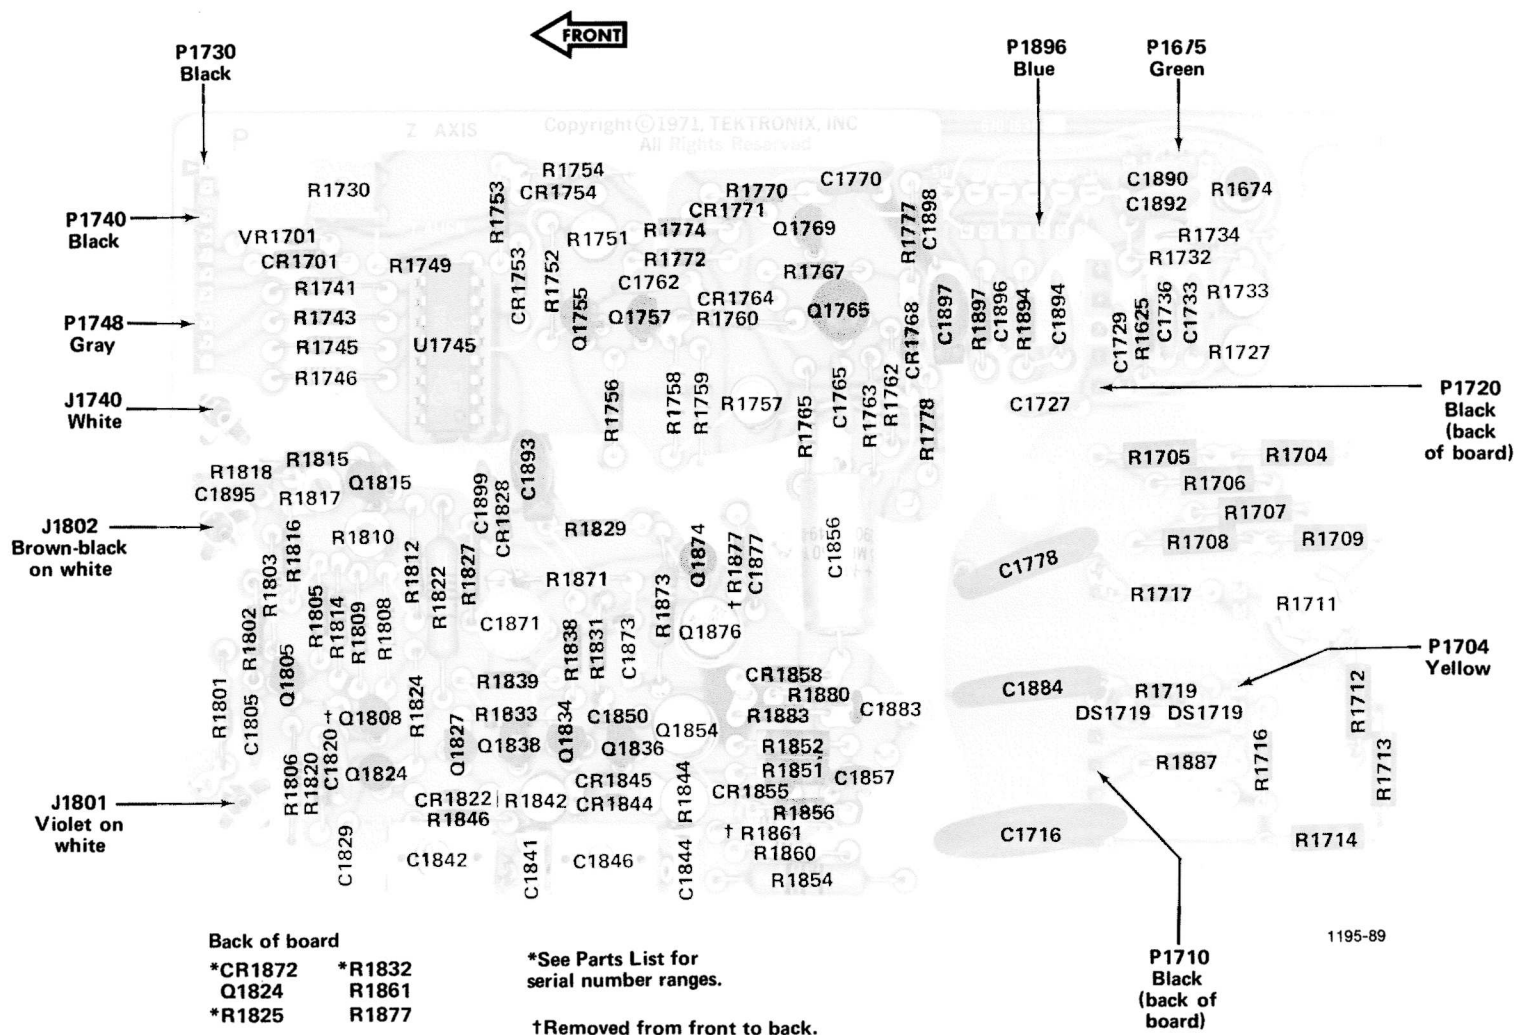 FRONT
P1730
Black
P1896
Blue
P1675
Green
Z AXIS
Copyright ©1971, TEKTRONIX, INC
All Rights Reserved
P1740
Black
P1748
Gray
J1740
White
J1802
Brown-black
on white
J1801
Violet on
white
P1720
Black
(back
of board)
P1704
Yellow
P1710
Black
(back of
board)
R1730
VR1701
CR1701
R1749
R1741
R1743
R1745
U1745
R1746
R1753
R1754
CR1754
CR1753
R1752
R1751
Q1755
Q1757
C1762
R1774
R1772
R1770
CR1771
C1770
Q1769
R1767
CR1764
R1760
Q1765
R1777
C1898
CR1768
C1897
R1897
C1896
R1894
C1894
C1890
C1892
R1674
R1734
R1732
C1729
R1625
C1736
C1733
R1733
R1727
R1756
R1758
R1759
R1757
R1765
C1765
R1763
R1762
R1778
C1727
R1818
R1815
Q1815
C1895
R1817
R1816
R1810
C1899
CR1828
C1893
R1829
Q1874
† R1877
C1877
C1856
C1778
R1705
R1704
R1706
R1707
R1708
R1709
R1717
R1711
R1803
R1802
R1805
R1814
R1809
R1808
R1812
R1822
R1827
R1871
C1871
R1838
R1831
C1873
R1873
Q1876
R1801
C1805
Q1805
† Q1808
C1820
R1824
Q1824
R1806
R1820
R1839
R1833
Q1827
Q1838
Q1834
C1850
Q1836
Q1854
CR1858
R1880
R1883
C1883
R1852
R1851
C1857
CR1855
R1856
† R1861
R1860
R1854
CR1845
CR1844
R1844
CR1822
R1842
R1846
C1829
C1842
C1841
C1846
C1844
C1884
R1719
DS1719 DS1719
R1887
R1716
R1712
R1713
C1716
R1714
1195-89
Back of board
*CR1872 *R1832
Q1824 R1861
*R1825 R1877
*See Parts List for
serial number ranges.
†Removed from front to back.